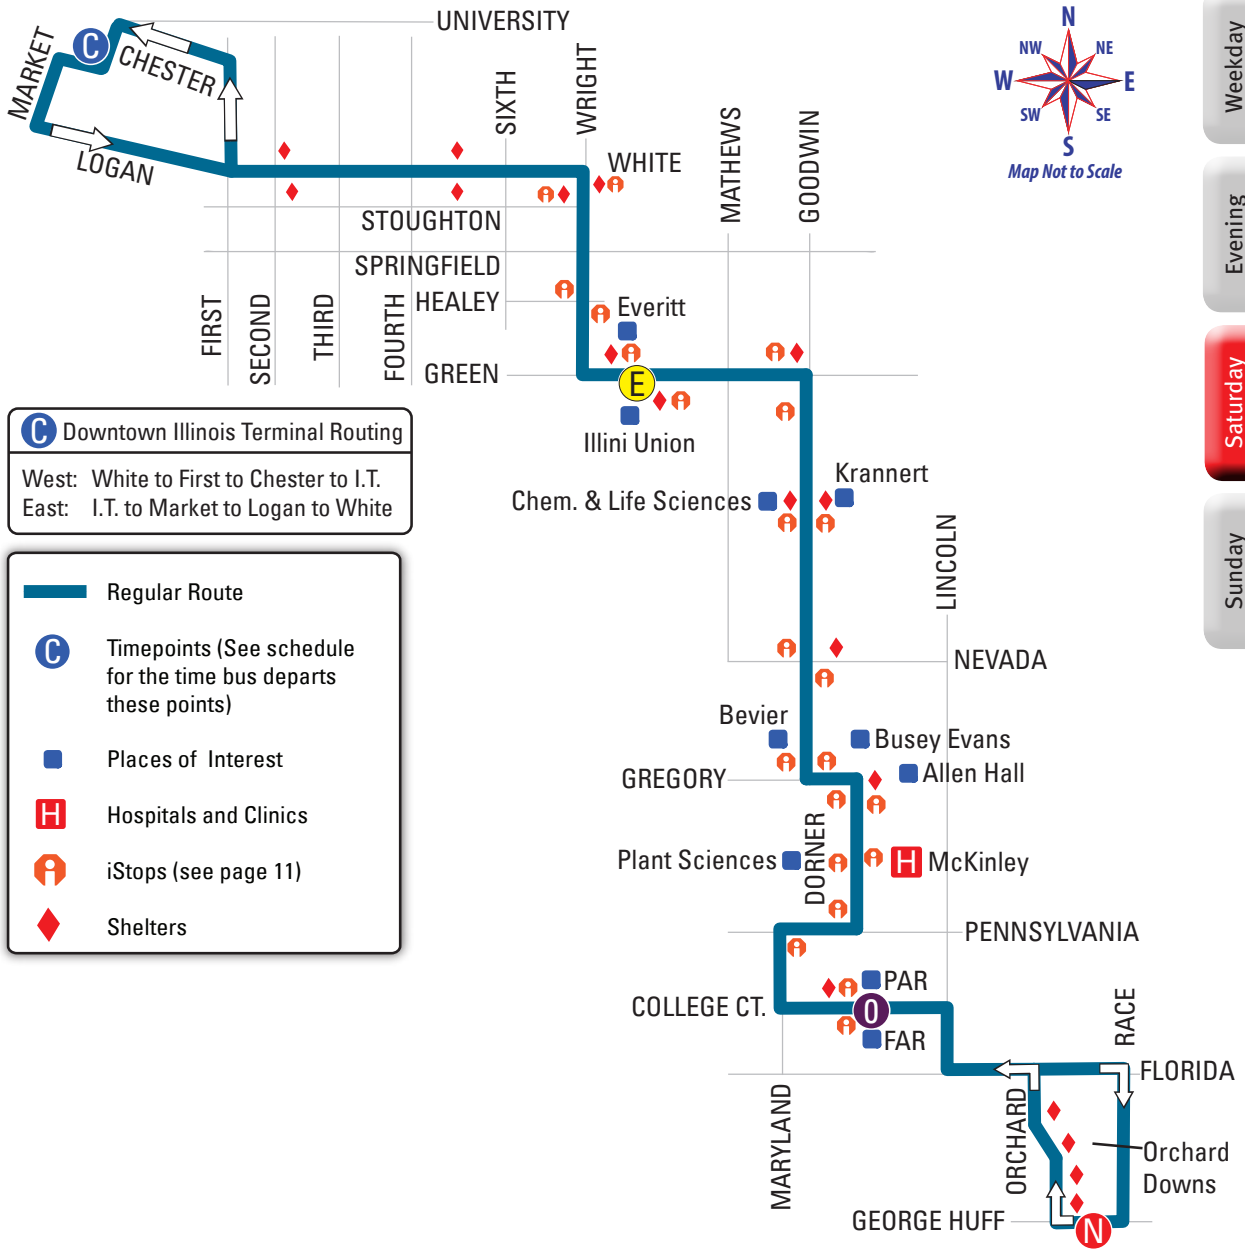 UNIVERSITY
MARKET
C
CHESTER
LOGAN
SIXTH
WRIGHT
WHITE
MATHEWS
GOODWIN
N
NW
NE
W
E
SW
SE
S
Map Not to Scale
Weekday
Evening
Saturday
Sunday
STOUGHTON
SPRINGFIELD
HEALEY
FIRST
SECOND
THIRD
FOURTH
GREEN
Everitt
E
Illini Union
C Downtown Illinois Terminal Routing
West: White to First to Chester to I.T.
East: I.T. to Market to Logan to White
Krannert
Chem. & Life Sciences
LINCOLN
NEVADA
Regular Route
C
Timepoints (See schedule
for the time bus departs
these points)
Places of Interest
H Hospitals and Clinics
iStops (see page 11)
Shelters
Bevier
Busey Evans
Allen Hall
GREGORY
DORNER
Plant Sciences
H McKinley
PENNSYLVANIA
PAR
COLLEGE CT.
O
FAR
RACE
FLORIDA
MARYLAND
ORCHARD
Orchard
Downs
GEORGE HUFF
N